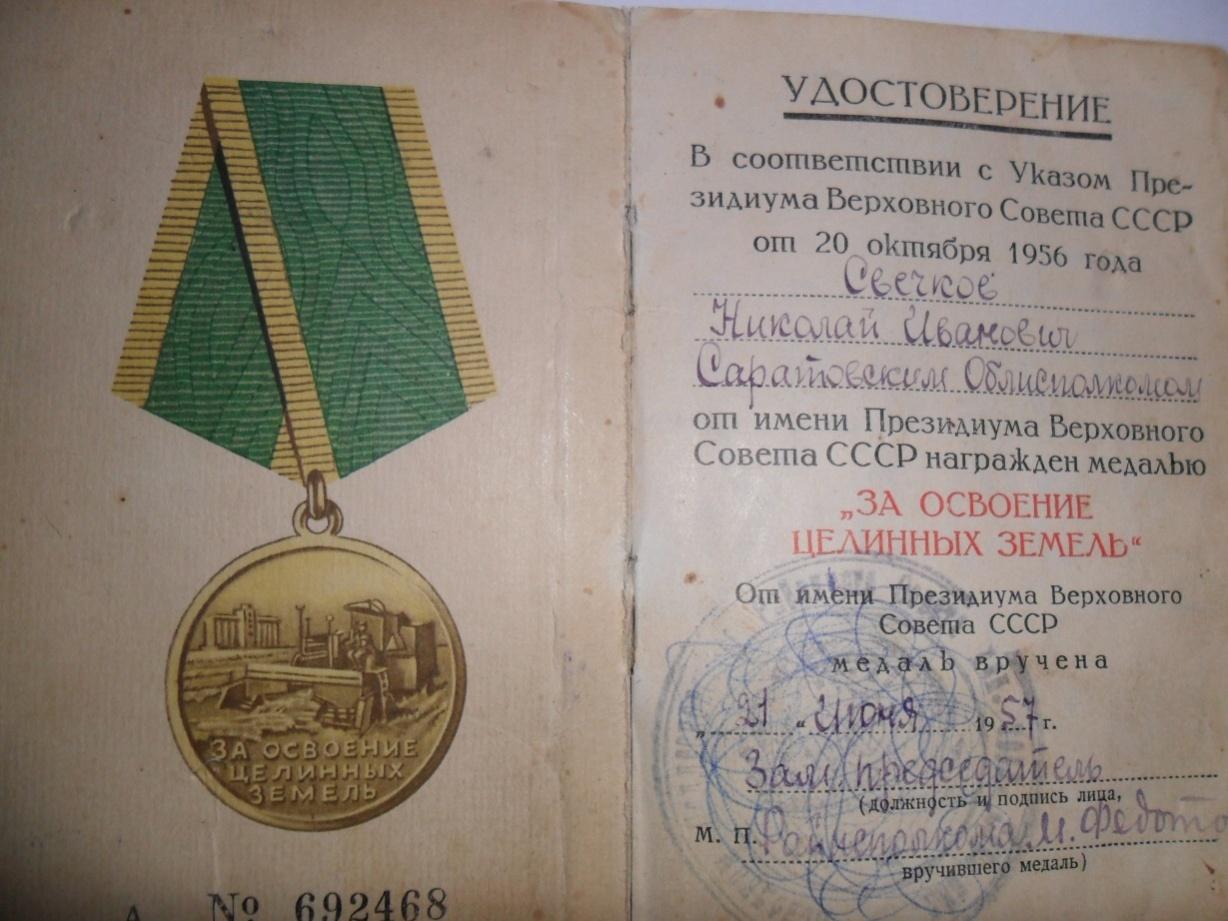 ЗА ОСВОЕНИЕ
ЦЕЛИННЫХ
ЗЕМЕЛЬ
А № 692468
УДОСТОВЕРЕНИЕ
В соответствии с Указом Пре-
зидиума Верховного Совета СССР
от 20 октября 1956 года
Свечков
Николай Иванович
Саратовским Облисполкомом
от имени Президиума Верховного
Совета СССР награжден медалью
„ЗА ОСВОЕНИЕ
ЦЕЛИННЫХ ЗЕМЕЛЬ“
От имени Президиума Верховного
Совета СССР
медаль вручена
„21“ июня 1957 г.
Зам. председатель
(должность и подпись лица,
М. П. Райисполкома М. Федото
вручившего медаль)